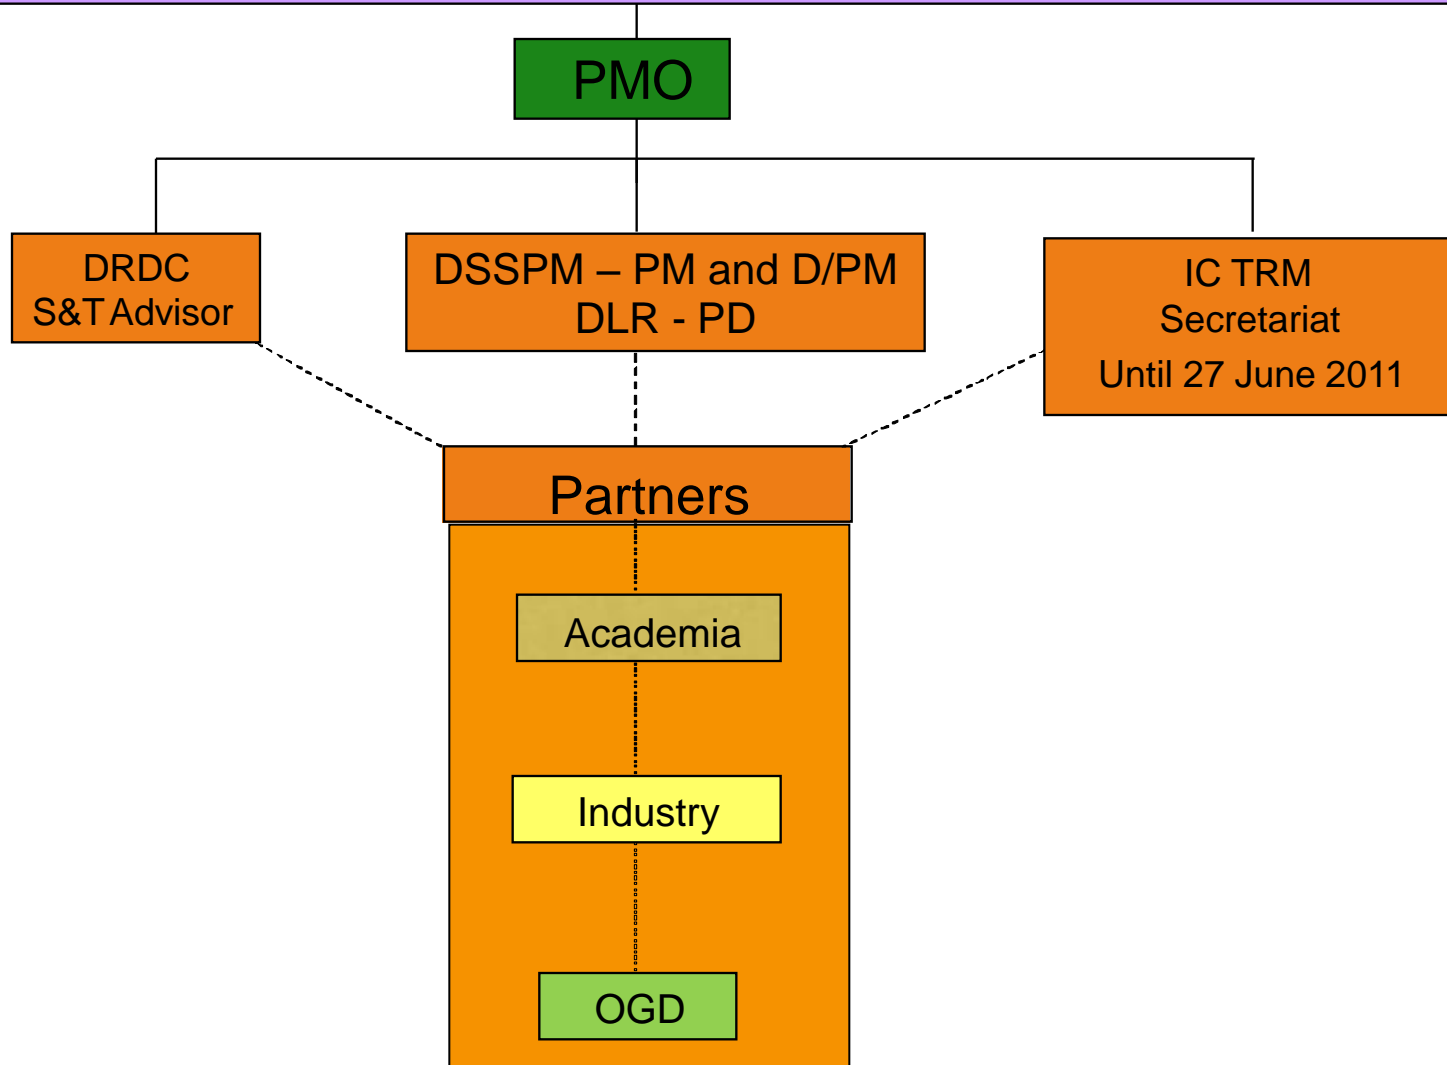 PMO
DRDC
S&T Advisor
DSSPM – PM and D/PM
DLR - PD
IC TRM
Secretariat
Until 27 June 2011
Partners
Academia
Industry
OGD